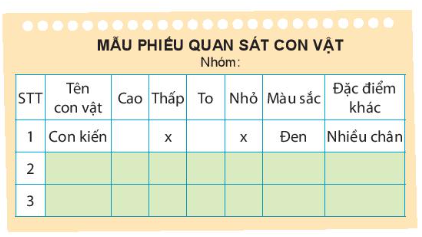 MẪU PHIẾU QUAN SÁT CON VẬT
Nhóm:
STT Tên con vật Cao Thấp To Nhỏ Màu sắc Đặc điểm khác
1 Con kiến x x Đen Nhiều chân
2
3